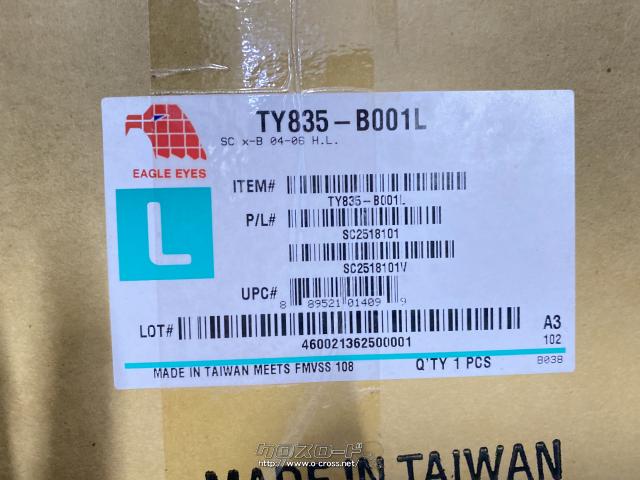 TY835-B001L
SC x-B 04-06 H.L.
EAGLE EYES
L
ITEM#
TY835-B001L
P/L#
SC2518101
SC2518101V
UPC#
8 89521 01409 9
LOT#
460021362500001
A3
102
MADE IN TAIWAN MEETS FMVSS 108
Q'TY 1 PCS
B038
クロスロード
http://www.o-cross.net/
MADE IN TAIWAN